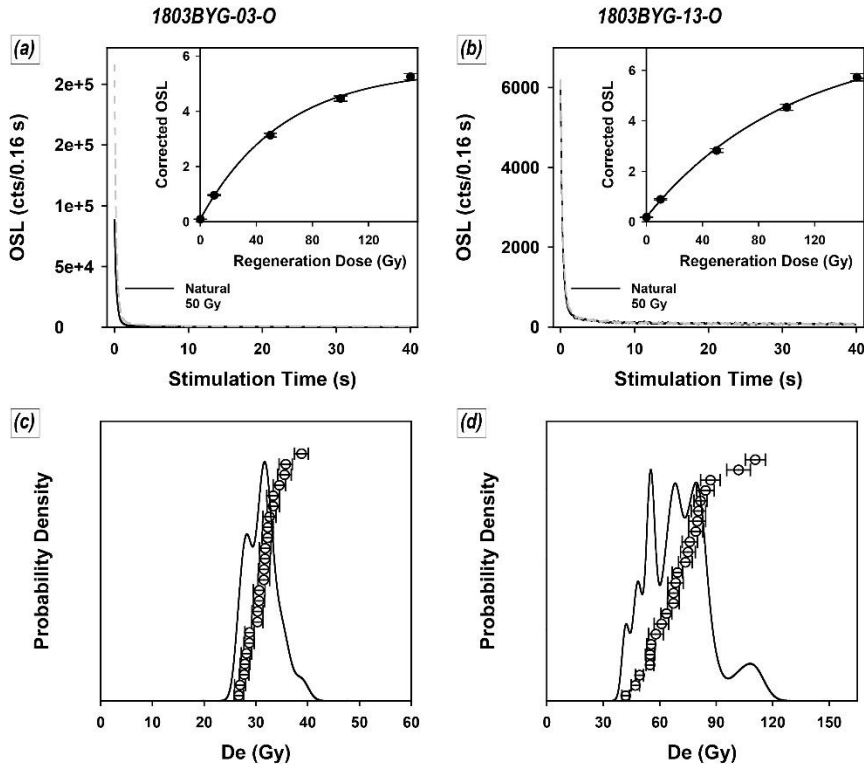 1803BYG-03-O
1803BYG-13-O
(a)
2e+5
2e+5
1e+5
5e+4
0
OSL (cts/0.16 s)
6
4
2
0
Corrected OSL
0 40 80 120
Regeneration Dose (Gy)
Natural
50 Gy
0 10 20 30 40
Stimulation Time (s)
(b)
6000
4000
2000
0
OSL (cts/0.16 s)
6
4
2
0
Corrected OSL
0 40 80 120
Regeneration Dose (Gy)
Natural
50 Gy
0 10 20 30 40
Stimulation Time (s)
(c)
Probability Density
0 10 20 30 40 60
De (Gy)
(d)
Probability Density
0 30 60 90 120 150
De (Gy)